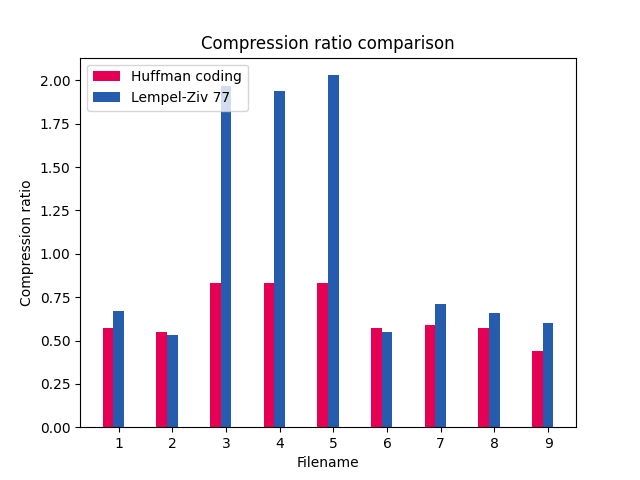 Compression ratio comparison
Huffman coding
Lempel-Ziv 77
Compression ratio
2.00
1.75
1.50
1.25
1.00
0.75
0.50
0.25
0.00
1 2 3 4 5 6 7 8 9
Filename